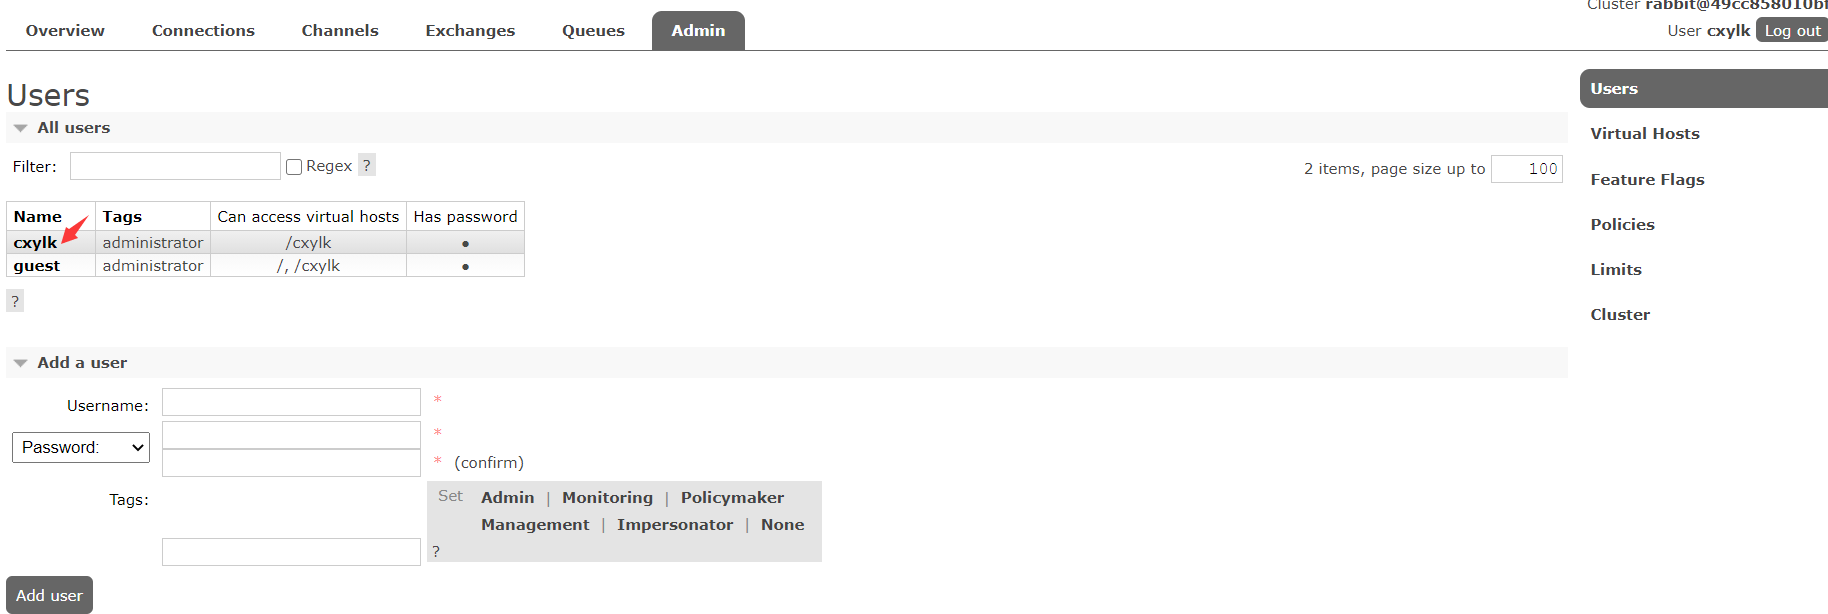 Cluster rabbit@49cc858010bf
Overview Connections Channels Exchanges Queues Admin
User cxylk Log out
Users
All users
Filter: Regex ?
2 items, page size up to 100
Name Tags Can access virtual hosts Has password
cxylk administrator /cxylk ●
guest administrator /, /cxylk ●
?
Add a user
Username: *
Password: *
* (confirm)
Tags:
Set Admin | Monitoring | Policymaker
Management | Impersonator | None
?
Add user
Users
Virtual Hosts
Feature Flags
Policies
Limits
Cluster